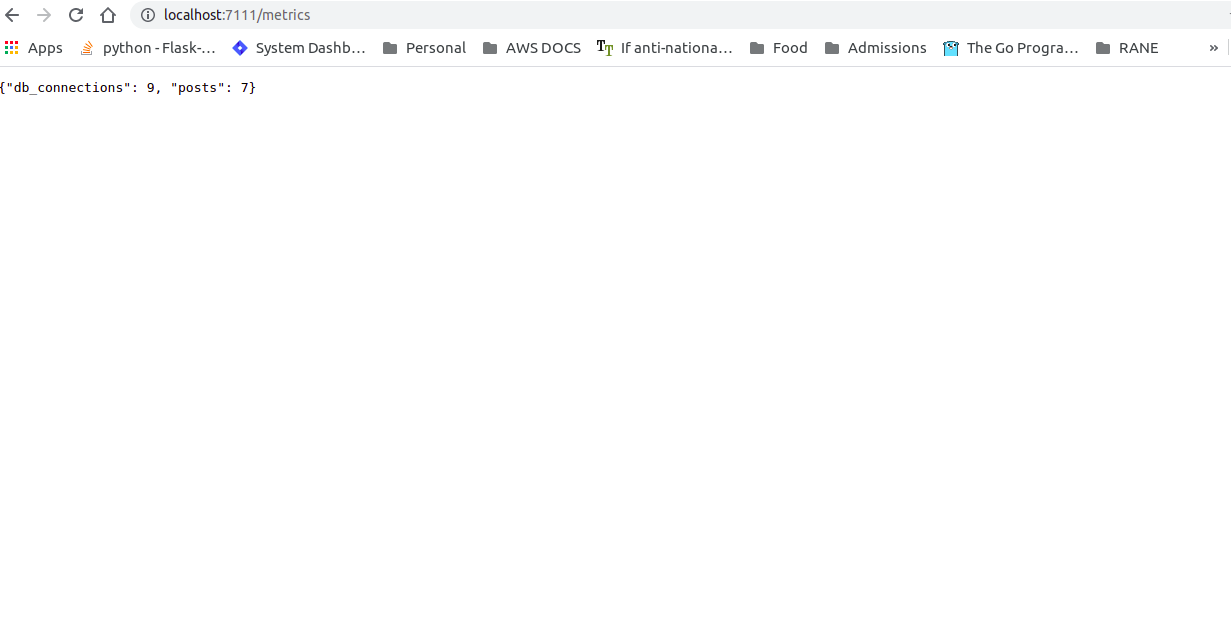 localhost:7111/metrics
Apps python - Flask-... System Dashb... Personal AWS DOCS If anti-nationa... Food Admissions The Go Progra... RANE »
{"db_connections": 9, "posts": 7}